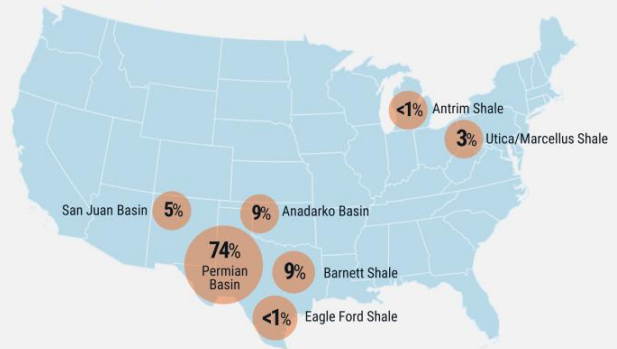 <1% Antrim Shale
3% Utica/Marcellus Shale
San Juan Basin 5%
9% Anadarko Basin
74%
Permian
Basin
9% Barnett Shale
<1% Eagle Ford Shale